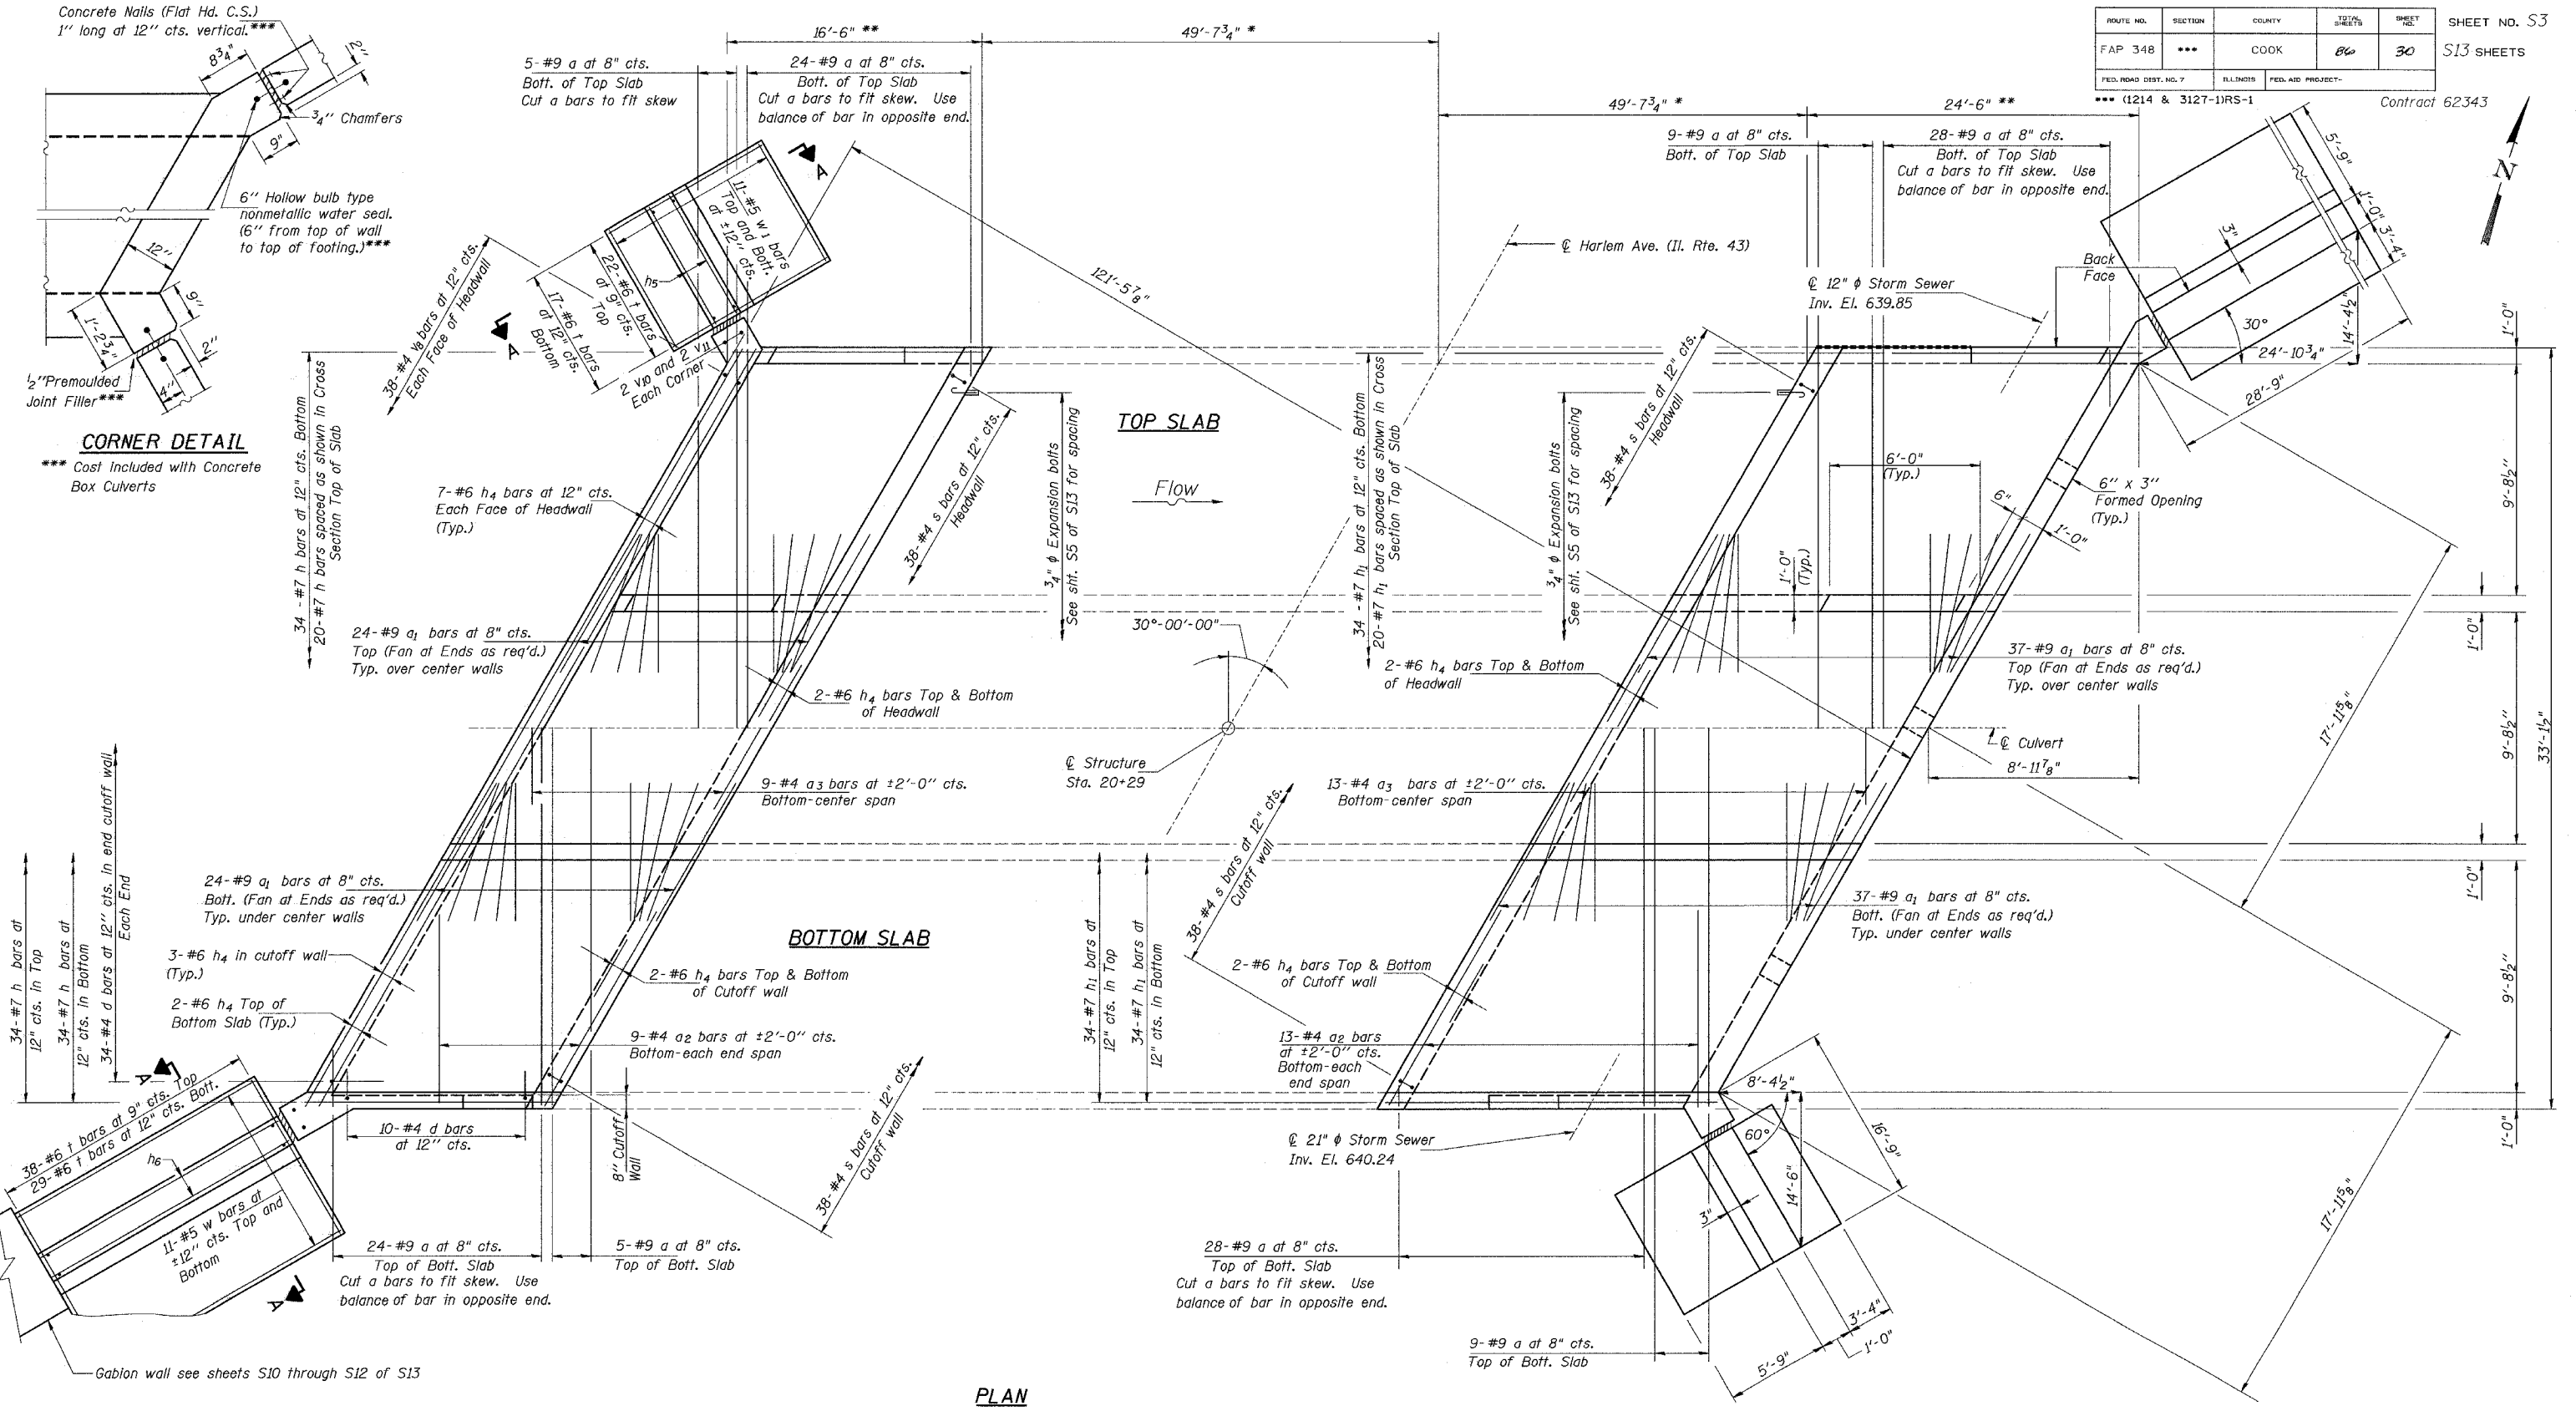 Concrete Nails (Flat Hd. C.S.)
1" long at 12" cts. vertical.***
8¾"
2"
¾" Chamfers
9"
6" Hollow bulb type
nonmetallic water seal.
(6" from top of wall
to top of footing.)***
12"
9"
1'-2¾"
2"
4"
½"Premoulded
Joint Filler***
CORNER DETAIL
*** Cost included with Concrete
Box Culverts
16'-6" **
49'-7¾" *
5-#9 a at 8" cts.
Bott. of Top Slab
Cut a bars to fit skew
24-#9 a at 8" cts.
Bott. of Top Slab
Cut a bars to fit skew. Use
balance of bar in opposite end.
A
11-#5 w1 bars
Top and Bott.
at ±12" cts.
h5
22-#6 t bars
at 9" cts.
Top
17-#6 t bars
at 12" cts.
Bottom
A
2 v10 and 2 v11
Each Corner
38-#4 v8 bars at 12" cts.
Each Face of Headwall
121'-5⅞"
34 -#7 h bars at 12" cts. Bottom
20-#7 h bars spaced as shown in Cross
Section Top of Slab
7-#6 h4 bars at 12" cts.
Each Face of Headwall
(Typ.)
38-#4 s bars at 12" cts.
Headwall
¾" ϕ Expansion bolts
See sht. S5 of S13 for spacing
TOP SLAB
Flow
24-#9 a1 bars at 8" cts.
Top (Fan at Ends as req'd.)
Typ. over center walls
2-#6 h4 bars Top & Bottom
of Headwall
30°-00'-00"
℄ Structure
Sta. 20+29
9-#4 a3 bars at ±2'-0" cts.
Bottom-center span
24-#9 a1 bars at 8" cts.
Bott. (Fan at Ends as req'd.)
Typ. under center walls
BOTTOM SLAB
34-#7 h bars at
12" cts. in Top
34-#7 h bars at
12" cts. in Bottom
34-#4 d bars at 12" cts. in end cutoff wall
Each End
3-#6 h4 in cutoff wall
(Typ.)
2-#6 h4 Top of
Bottom Slab (Typ.)
2-#6 h4 bars Top & Bottom
of Cutoff wall
9-#4 a2 bars at ±2'-0" cts.
Bottom-each end span
A
38-#6 t bars at 9" cts. Top
29-#6 t bars at 12" cts. Bott.
h6
11-#5 w bars at
±12" cts. Top and
Bottom
A
10-#4 d bars
at 12" cts.
8" Cutoff
Wall
38-#4 s bars at 12" cts.
Cutoff wall
24-#9 a at 8" cts.
Top of Bott. Slab
Cut a bars to fit skew. Use
balance of bar in opposite end.
5-#9 a at 8" cts.
Top of Bott. Slab
Gabion wall see sheets S10 through S12 of S13
PLAN
ROUTE NO.
SECTION
COUNTY
TOTAL SHEETS
SHEET NO.
FAP 348
***
COOK
86
30
FED. ROAD DIST. NO. 7
ILLINOIS
FED. AID PROJECT-
SHEET NO. S3
S13 SHEETS
*** (1214 & 3127-1)RS-1
Contract 62343
N
49'-7¾" *
24'-6" **
9-#9 a at 8" cts.
Bott. of Top Slab
28-#9 a at 8" cts.
Bott. of Top Slab
Cut a bars to fit skew. Use
balance of bar in opposite end.
℄ Harlem Ave. (Il. Rte. 43)
℄ 12" ϕ Storm Sewer
Inv. El. 639.85
Back
Face
5'-9"
1'-0"
3'-4"
3"
30°
14'-4½"
24'-10¾"
28'-9"
1'-0"
34 -#7 h1 bars at 12" cts. Bottom
20-#7 h1 bars spaced as shown in Cross
Section Top of Slab
¾" ϕ Expansion bolts
See sht. S5 of S13 for spacing
38-#4 s bars at 12" cts.
Headwall
6'-0"
(Typ.)
6"
1'-0"
6" x 3"
Formed Opening
(Typ.)
1'-0"
(Typ.)
9'-8½"
1'-0"
2-#6 h4 bars Top & Bottom
of Headwall
37-#9 a1 bars at 8" cts.
Top (Fan at Ends as req'd.)
Typ. over center walls
17'-11⅝"
℄ Culvert
8'-11⅞"
9'-8½"
33'-1½"
13-#4 a3 bars at ±2'-0" cts.
Bottom-center span
38-#4 s bars at 12" cts.
Cutoff wall
1'-0"
37-#9 a1 bars at 8" cts.
Bott. (Fan at Ends as req'd.)
Typ. under center walls
34-#7 h1 bars at
12" cts. in Top
34-#7 h1 bars at
12" cts. in Bottom
2-#6 h4 bars Top & Bottom
of Cutoff wall
9'-8½"
13-#4 a2 bars
at ±2'-0" cts.
Bottom-each
end span
8'-4½"
1'-0"
℄ 21" ϕ Storm Sewer
Inv. El. 640.24
60°
16'-9"
14'-6"
3"
17'-11⅝"
28-#9 a at 8" cts.
Top of Bott. Slab
Cut a bars to fit skew. Use
balance of bar in opposite end.
9-#9 a at 8" cts.
Top of Bott. Slab
3'-4"
1'-0"
5'-9"